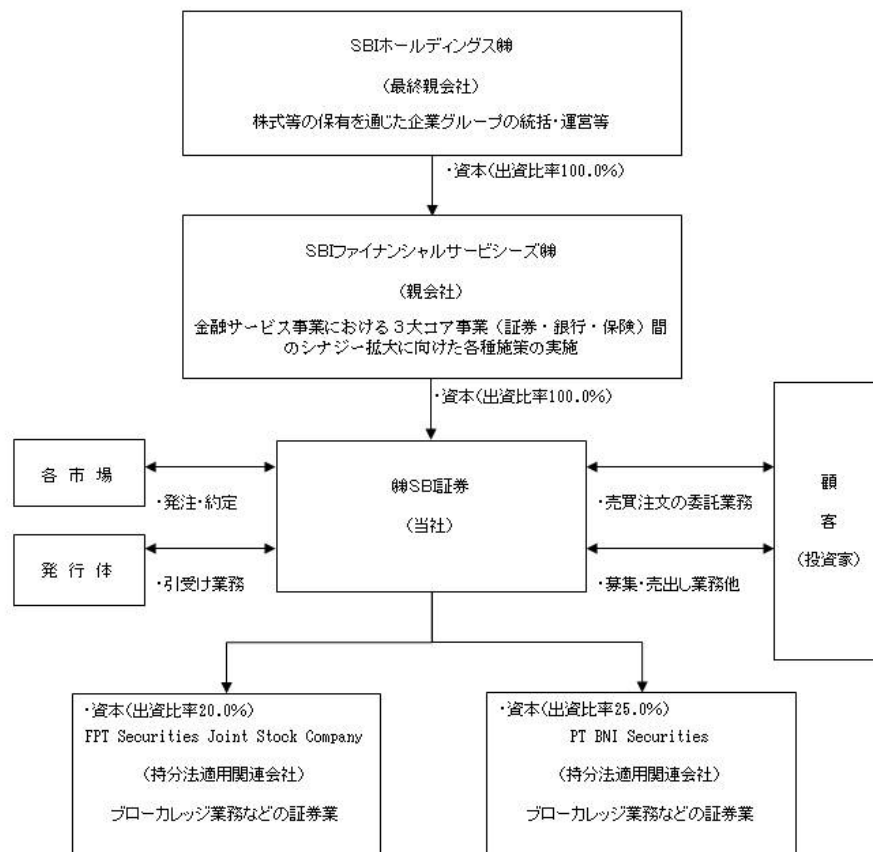 SBIホールディングス㈱
(最終親会社)
株式等の保有を通じた企業グループの統括・運営等
・資本(出資比率100.0%)
SBIファイナンシャルサービシーズ㈱
(親会社)
金融サービス事業における3大コア事業(証券・銀行・保険)間
のシナジー拡大に向けた各種施策の実施
・資本(出資比率100.0%)
各市場
・発注・約定
発行体
・引受け業務
㈱SBI証券
(当社)
・売買注文の委託業務
・募集・売出し業務他
顧
客
(投資家)
・資本(出資比率20.0%)
FPT Securities Joint Stock Company
(持分法適用関連会社)
ブローカレッジ業務などの証券業
・資本(出資比率25.0%)
PT BNI Securities
(持分法適用関連会社)
ブローカレッジ業務などの証券業